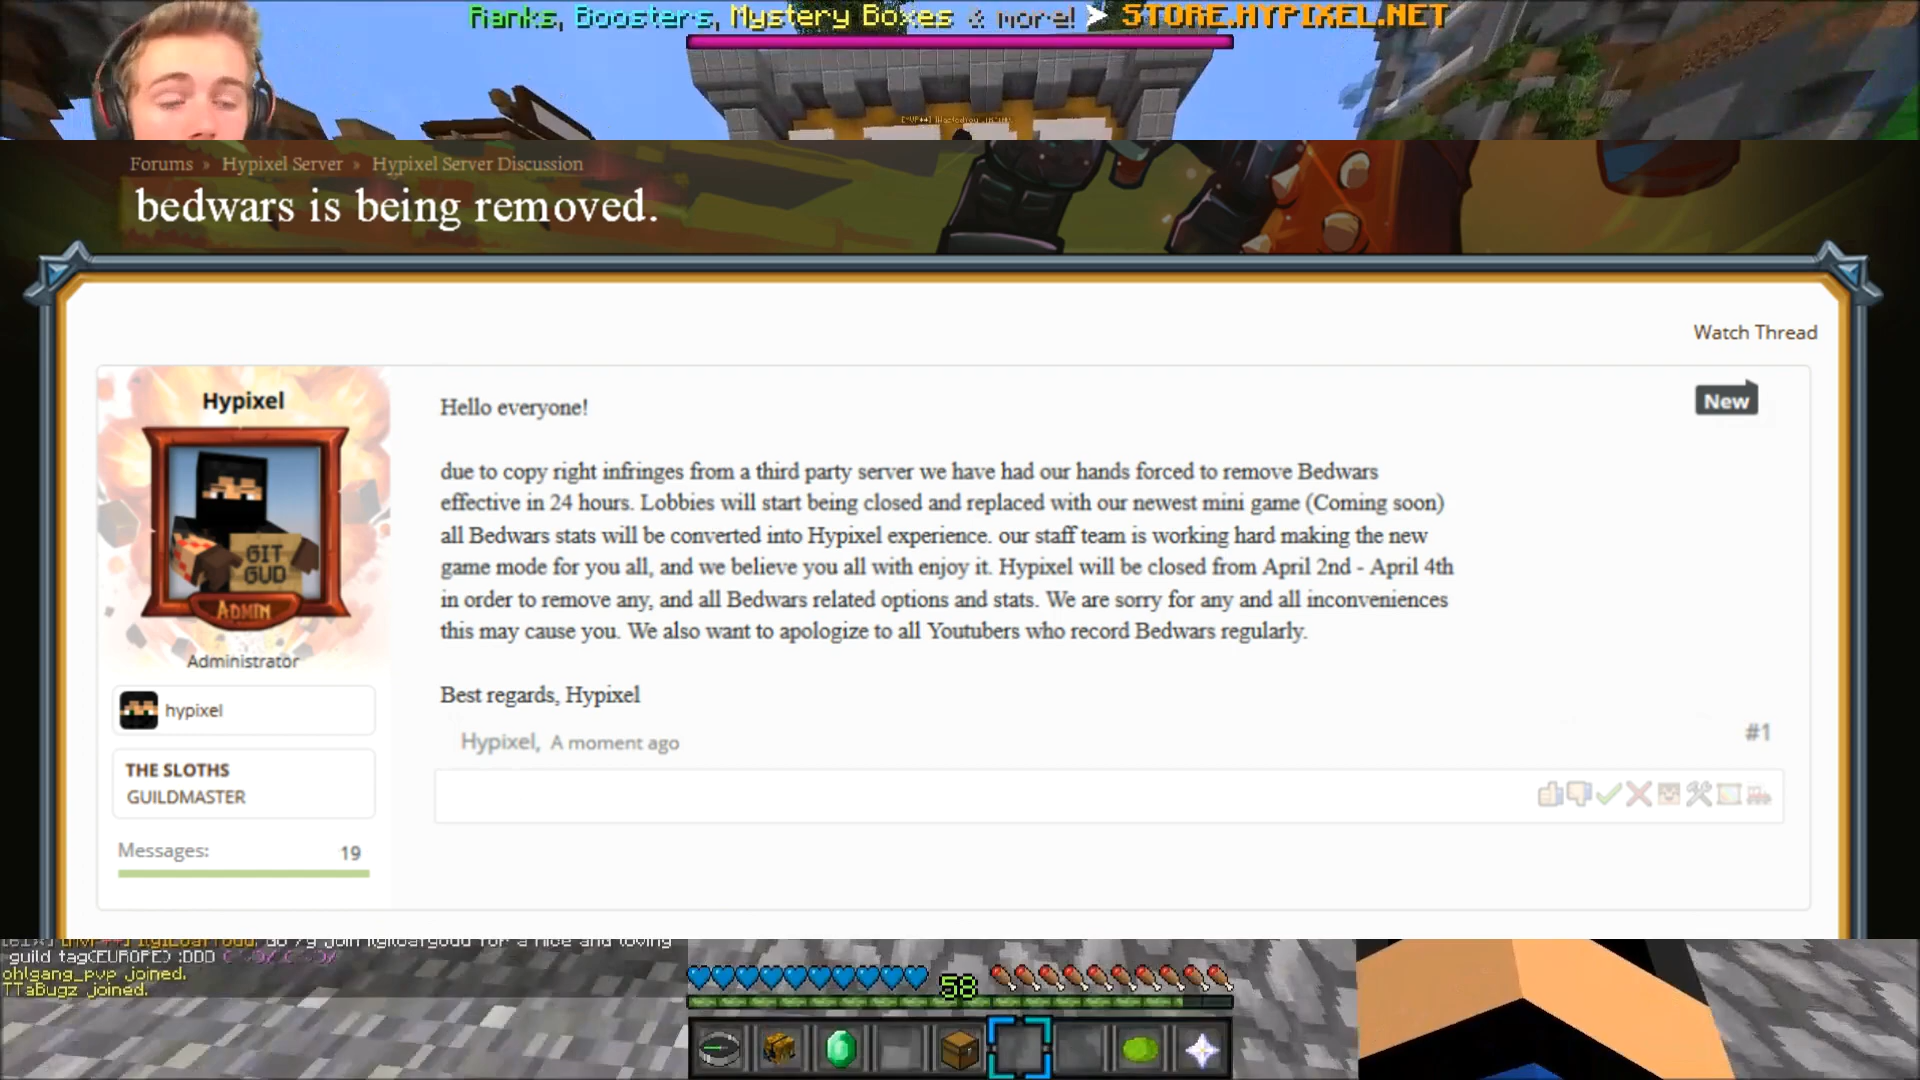 Ranks, Boosters, Mystery Boxes & more! ➤ STORE.HYPIXEL.NET
Forums » Hypixel Server » Hypixel Server Discussion
bedwars is being removed.
Watch Thread
Hypixel
GIT
GUD
ADMIN
Administrator
hypixel
THE SLOTHS
GUILDMASTER
Messages: 19
New
Hello everyone!
due to copy right infringes from a third party server we have had our hands forced to remove Bedwars
effective in 24 hours. Lobbies will start being closed and replaced with our newest mini game (Coming soon)
all Bedwars stats will be converted into Hypixel experience. our staff team is working hard making the new
game mode for you all, and we believe you all with enjoy it. Hypixel will be closed from April 2nd - April 4th
in order to remove any, and all Bedwars related options and stats. We are sorry for any and all inconveniences
this may cause you. We also want to apologize to all Youtubers who record Bedwars regularly.
Best regards, Hypixel
Hypixel, A moment ago
#1
for a nice and loving
guild tag(EUROPE) :DDD
ohlgang_pvp joined.
TTaBugz joined.
58